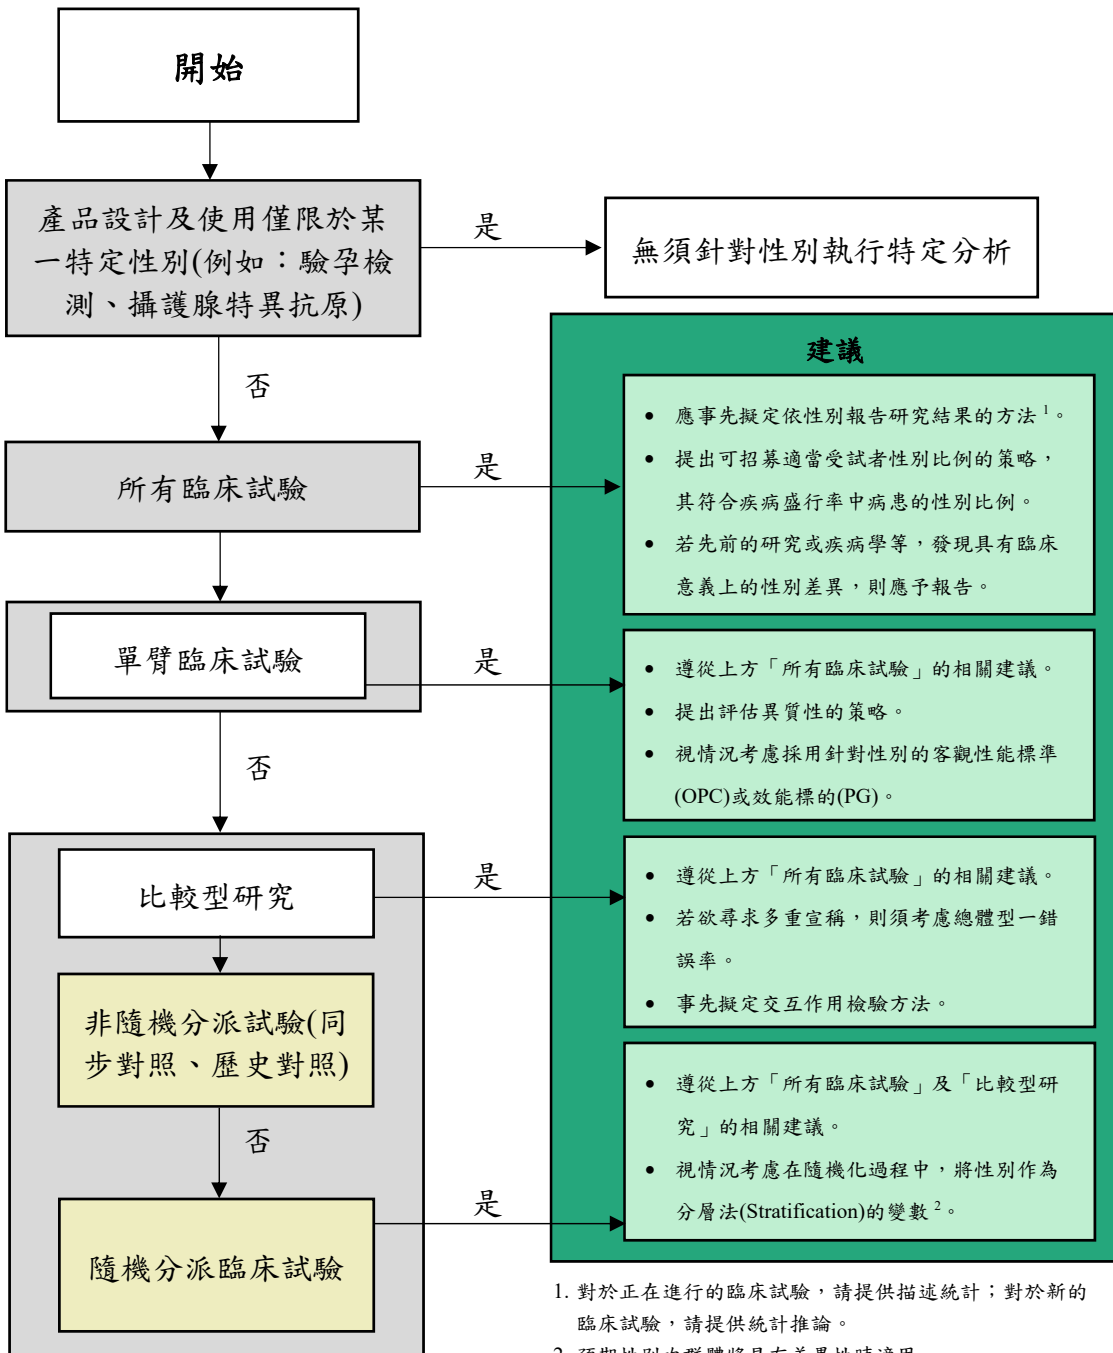 開始
產品設計及使用僅限於某
一特定性別(例如：驗孕檢
測、攝護腺特異抗原)
是
無須針對性別執行特定分析
否
建議
所有臨床試驗
是
• 應事先擬定依性別報告研究結果的方法1。
• 提出可招募適當受試者性別比例的策略，
其符合疾病盛行率中病患的性別比例。
• 若先前的研究或疾病學等，發現具有臨床
意義上的性別差異，則應予報告。
單臂臨床試驗
是
• 遵從上方「所有臨床試驗」的相關建議。
• 提出評估異質性的策略。
• 視情況考慮採用針對性別的客觀性能標準
(OPC)或效能標的(PG)。
否
比較型研究
是
• 遵從上方「所有臨床試驗」的相關建議。
• 若欲尋求多重宣稱，則須考慮總體型一錯
誤率。
• 事先擬定交互作用檢驗方法。
非隨機分派試驗(同
步對照、歷史對照)
否
隨機分派臨床試驗
是
• 遵從上方「所有臨床試驗」及「比較型研
究」的相關建議。
• 視情況考慮在隨機化過程中，將性別作為
分層法(Stratification)的變數2。
1. 對於正在進行的臨床試驗，請提供描述統計；對於新的
臨床試驗，請提供統計推論。
2. 預期性別次群體將具有差異性時適用。